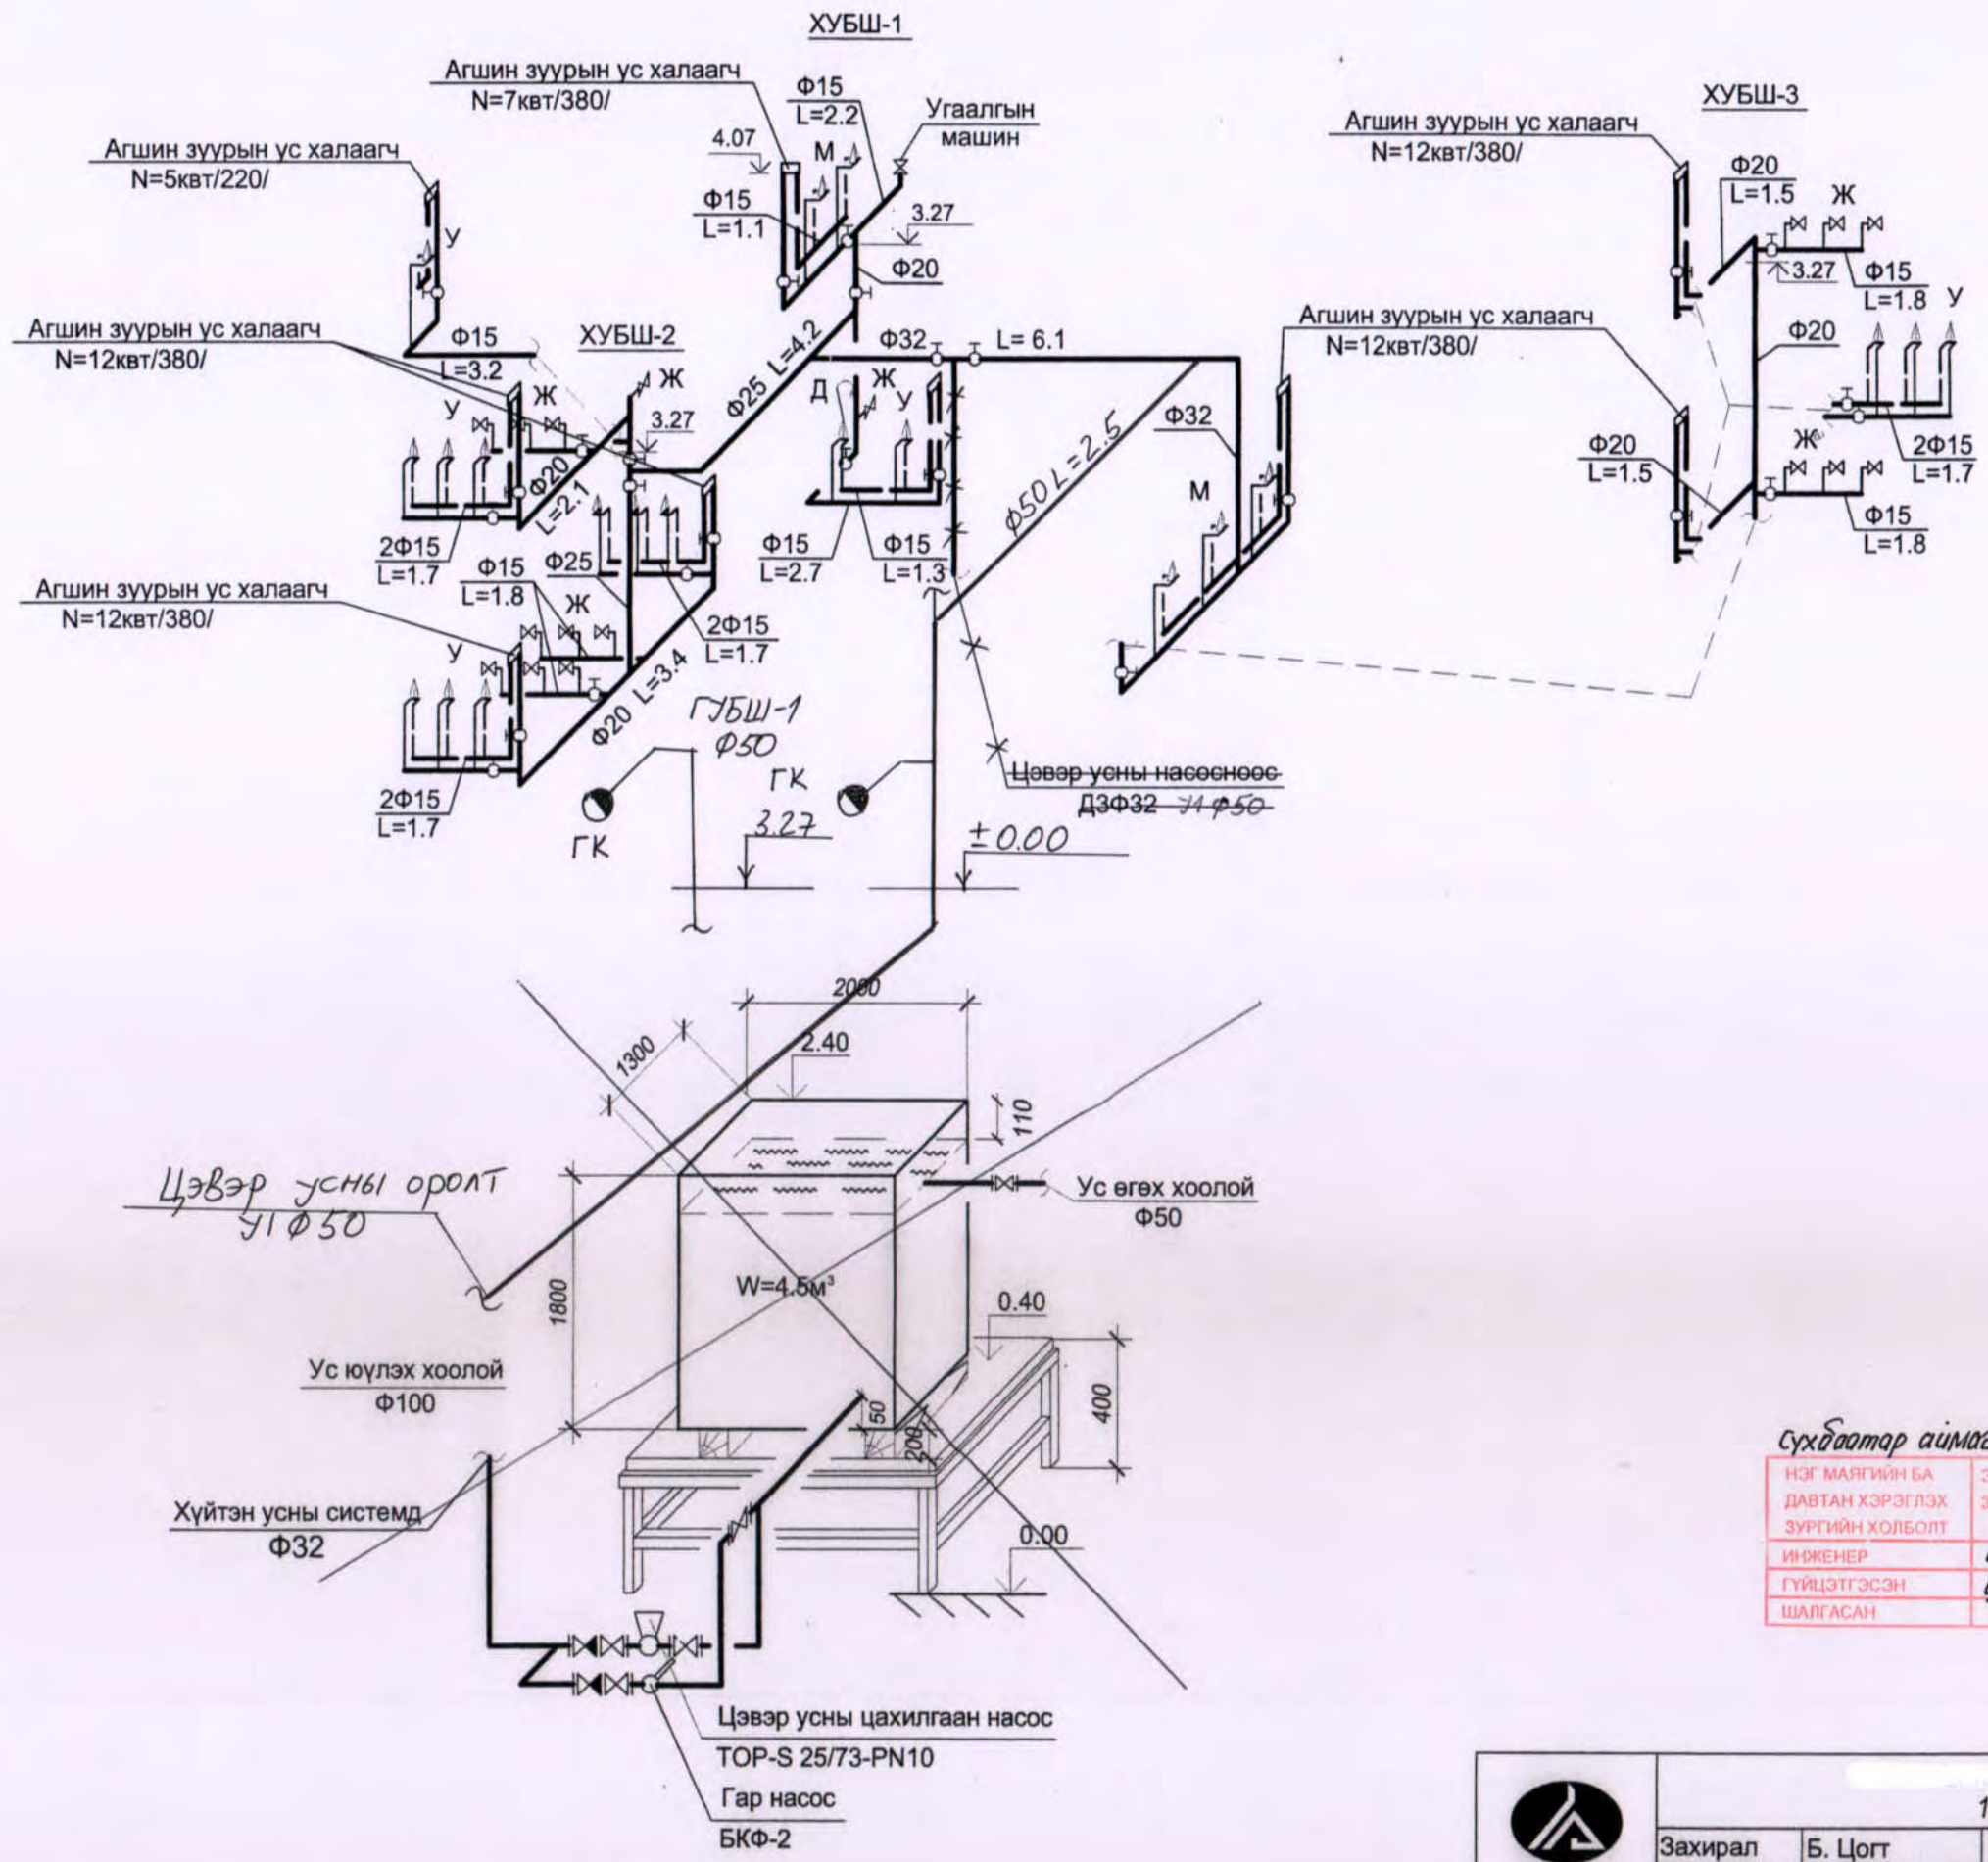 ХУБШ-1
Агшин зуурын ус халаагч
N=7квт/380/
Ф15
L=2.2
Угаалгын
машин
4.07
М
Ф15
L=1.1
3.27
Ф20
ХУБШ-3
Агшин зуурын ус халаагч
N=12квт/380/
Ф20
L=1.5
Ж
3.27
Ф15
L=1.8
У
Ф20
Агшин зуурын ус халаагч
N=5квт/220/
У
Агшин зуурын ус халаагч
N=12квт/380/
Ф15
L=3.2
ХУБШ-2
Ж
У
Ж
3.27
Ф25 L=4.2
Ф32
L= 6.1
Д
Ж
У
Ф20
L=2.1
2Ф15
L=1.7
Ф15
L=1.8
Ф25
Ж
Ф15
L=2.7
Ф15
L=1.3
ф50 L=2.5
Ф32
М
Агшин зуурын ус халаагч
N=12квт/380/
Ф20
L=1.5
Ж
2Ф15
L=1.7
Ф15
L=1.8
Агшин зуурын ус халаагч
N=12квт/380/
У
2Ф15
L=1.7
Ф20 L=3.4
2Ф15
L=1.7
ГУБШ-1
Ф50
ГК
ГК
3.27
±0.00
Цэвэр усны насосноос
Д3Ф32 У1 ф50
2000
1300
2.40
110
Цэвэр усны оролт
У1 Ф50
Ус өгөх хоолой
Ф50
1800
W=4.5м³
0.40
400
Ус юүлэх хоолой
Ф100
50
200
Хүйтэн усны системд
Ф32
0.00
Цэвэр усны цахилгаан насос
TOP-S 25/73-PN10
Гар насос
БКФ-2
Сүхбаатар аймаг
НЭГ МАЯГИЙН БА
ДАВТАН ХЭРЭГЛЭХ
ЗУРГИЙН ХОЛБОЛТ
ИНЖЕНЕР
ГҮЙЦЭТГЭСЭН
ШАЛГАСАН
Захирал
Б. Цогт